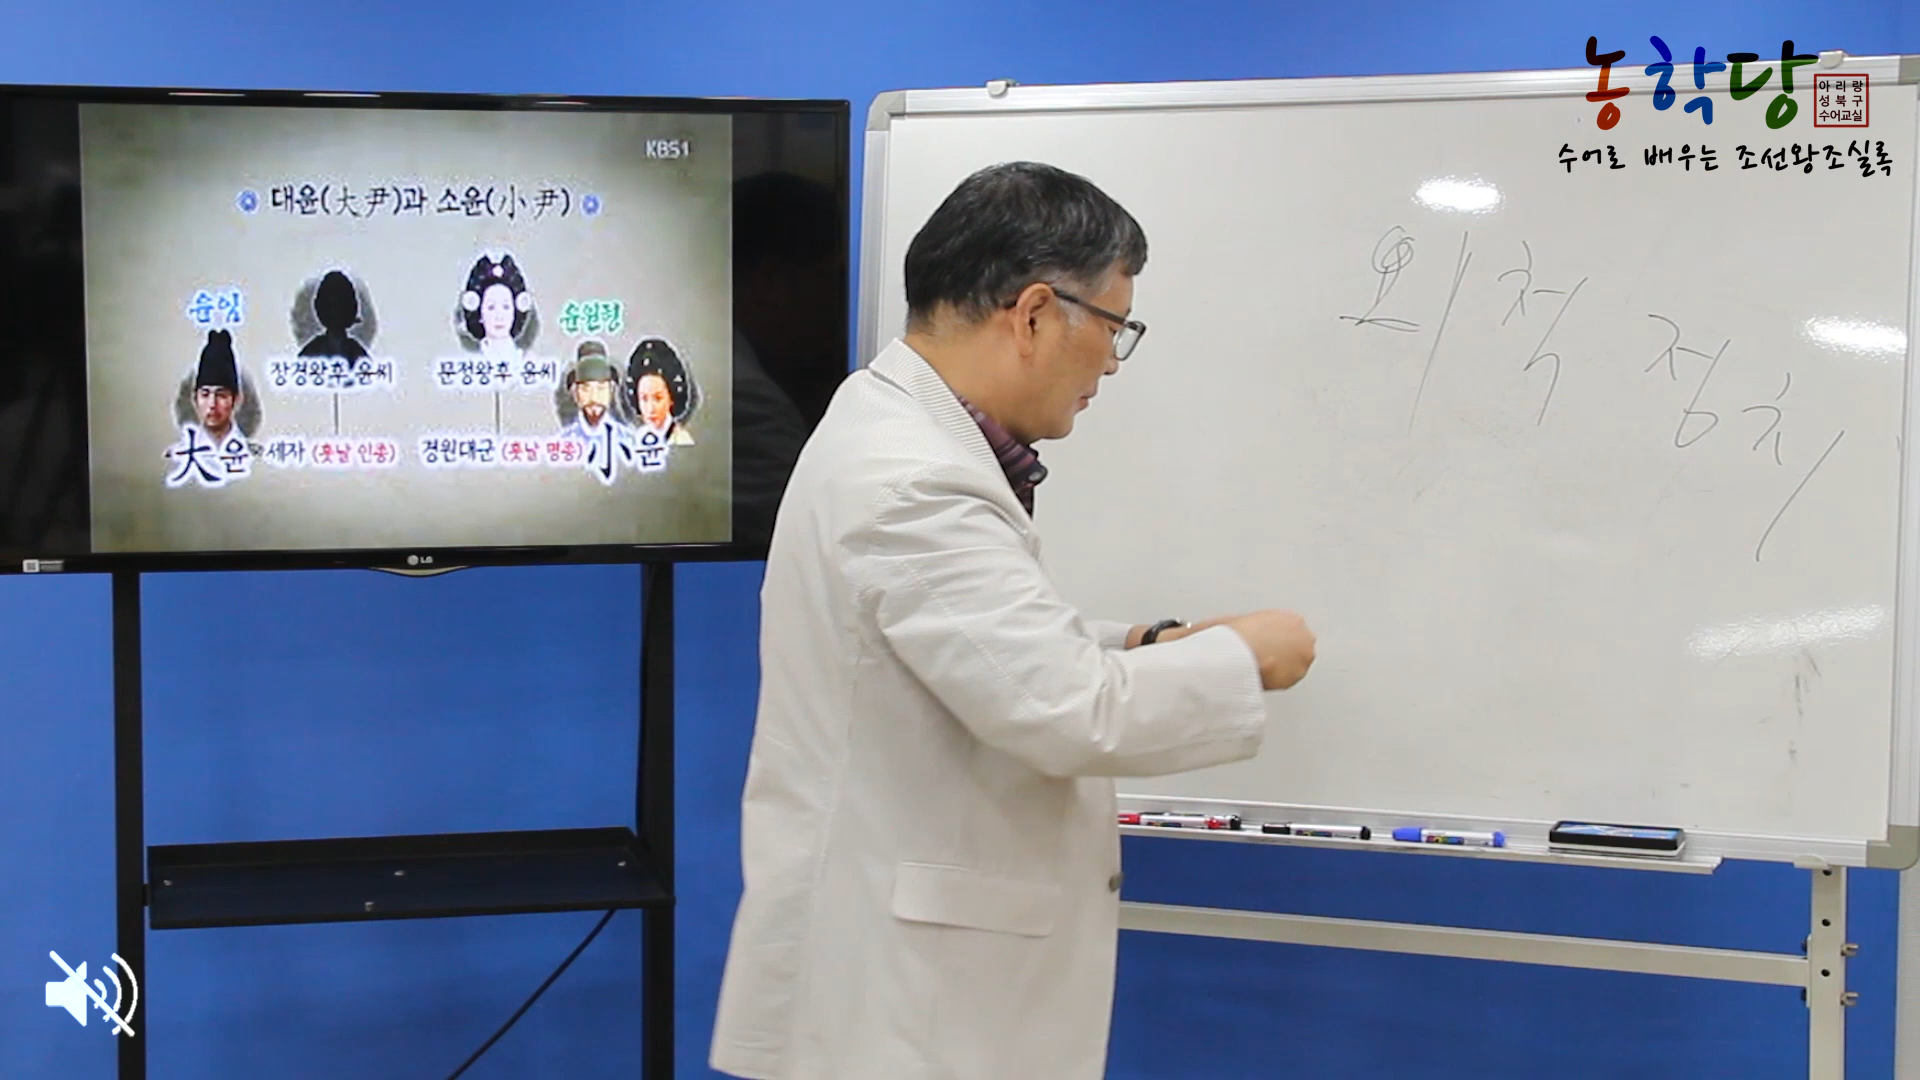 농학당
아리랑
성북구
수어교실
수어로 배우는 조선왕조실록
KBS1
대윤(大尹)과 소윤(小尹)
윤임
윤원형
장경왕후 윤씨
문정왕후 윤씨
大윤 세자 (훗날 인종)
경원대군 (훗날 명종) 小윤
LG
외척 정치